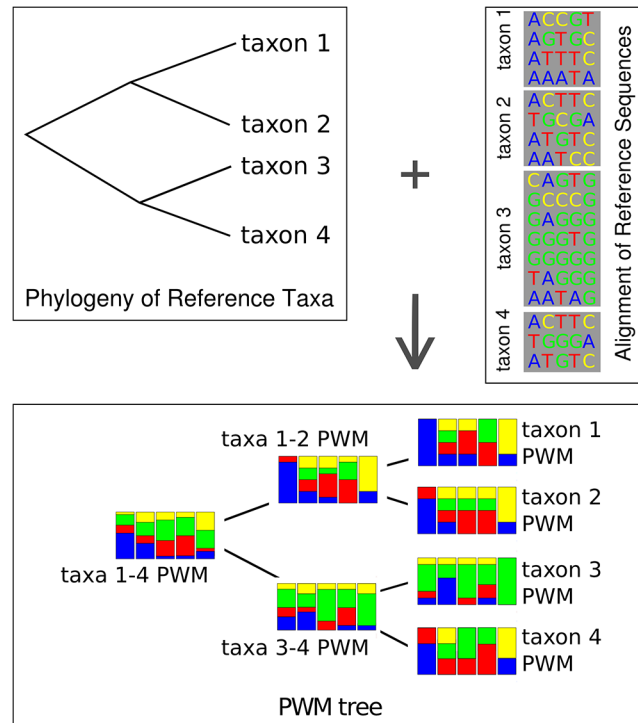 taxon 1
taxon 2
taxon 3
taxon 4
Phylogeny of Reference Taxa
+
taxon 1
ACCGT
AGTGC
ATTTC
AAATA
taxon 2
ACTTC
TGCGA
ATGTC
AATCC
taxon 3
CAGTG
GCCCG
GAGGG
GGGTG
GGGGG
TAGGG
AATAG
taxon 4
ACTTC
TGGGA
ATGTC
Alignment of Reference Sequences
taxa 1-4 PWM
taxa 1-2 PWM
taxa 3-4 PWM
taxon 1
PWM
taxon 2
PWM
taxon 3
PWM
taxon 4
PWM
PWM tree